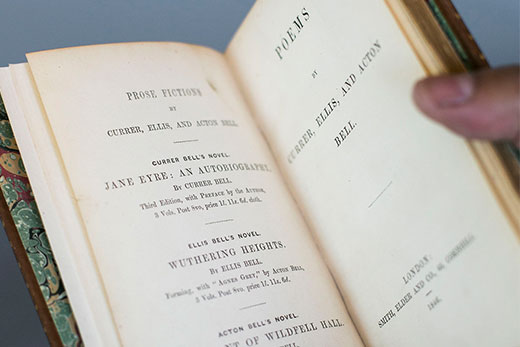 PROSE FICTIONS
BY
CURRER, ELLIS, AND ACTON BELL.
CURRER BELL'S NOVEL.
JANE EYRE: AN AUTOBIOGRAPHY.
BY CURRER BELL.
Third Edition, with PREFACE by the AUTHOR,
3 Vols. Post 8vo, price 1l. 11s. 6d. cloth.
ELLIS BELL'S NOVEL.
WUTHERING HEIGHTS.
BY ELLIS BELL.
Forming, with "AGNES GREY," by ACTON BELL,
3 Vols. Post 8vo, price 1l. 11s. 6d.
ACTON BELL'S NOVEL.
OF WILDFELL HALL.
POEMS
BY
CURRER, ELLIS, AND ACTON
BELL.
LONDON:
SMITH, ELDER AND CO., 65, CORNHILL.
1846.